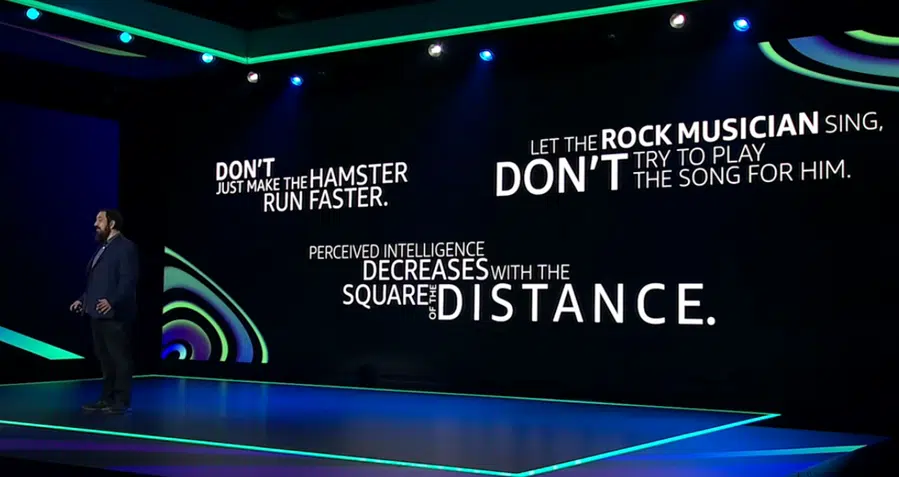 DON'T
JUST MAKE THE HAMSTER
RUN FASTER.
LET THE ROCK MUSICIAN SING,
DON'T TRY TO PLAY
THE SONG FOR HIM.
PERCEIVED INTELLIGENCE
DECREASES WITH THE
SQUARE OF THE DISTANCE.